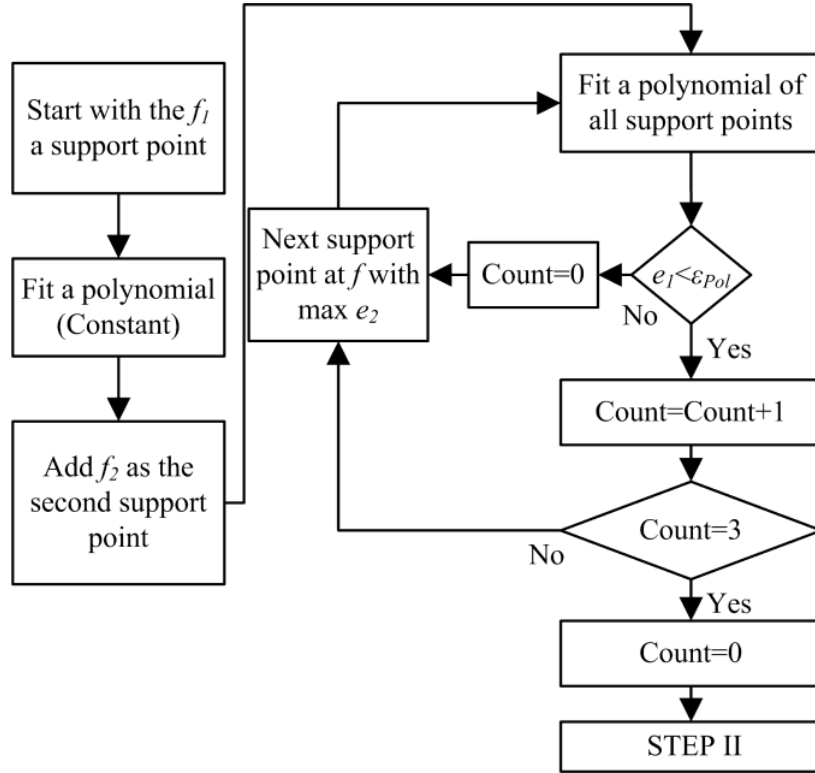 Start with the f1
a support point
Fit a polynomial
(Constant)
Add f2 as the
second support
point
Fit a polynomial of
all support points
e1<εPol
No
Yes
Count=0
Next support
point at f with
max e2
Count=Count+1
Count=3
No
Yes
Count=0
STEP II